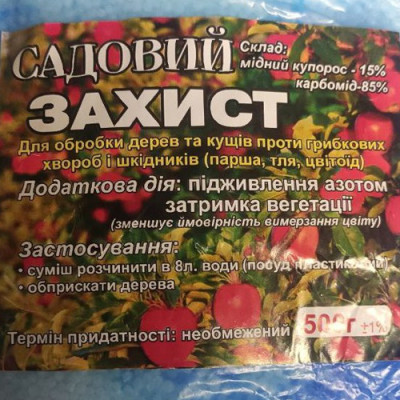 САДОВИЙ
Склад:
мідний купорос - 15%
карбомід-85%
ЗАХИСТ
Для обробки дерев та кущів проти грибкових
хвороб і шкідників (парша, тля, цвітоїд)
Додаткова дія: підживлення азотом
затримка вегетації
(зменшує ймовірність вимерзання цвіту)
Застосування:
• суміш розчинити в 8л. води (посуд пластиковий)
• обприскати дерева
Термін придатності: необмежений
500г ±1%